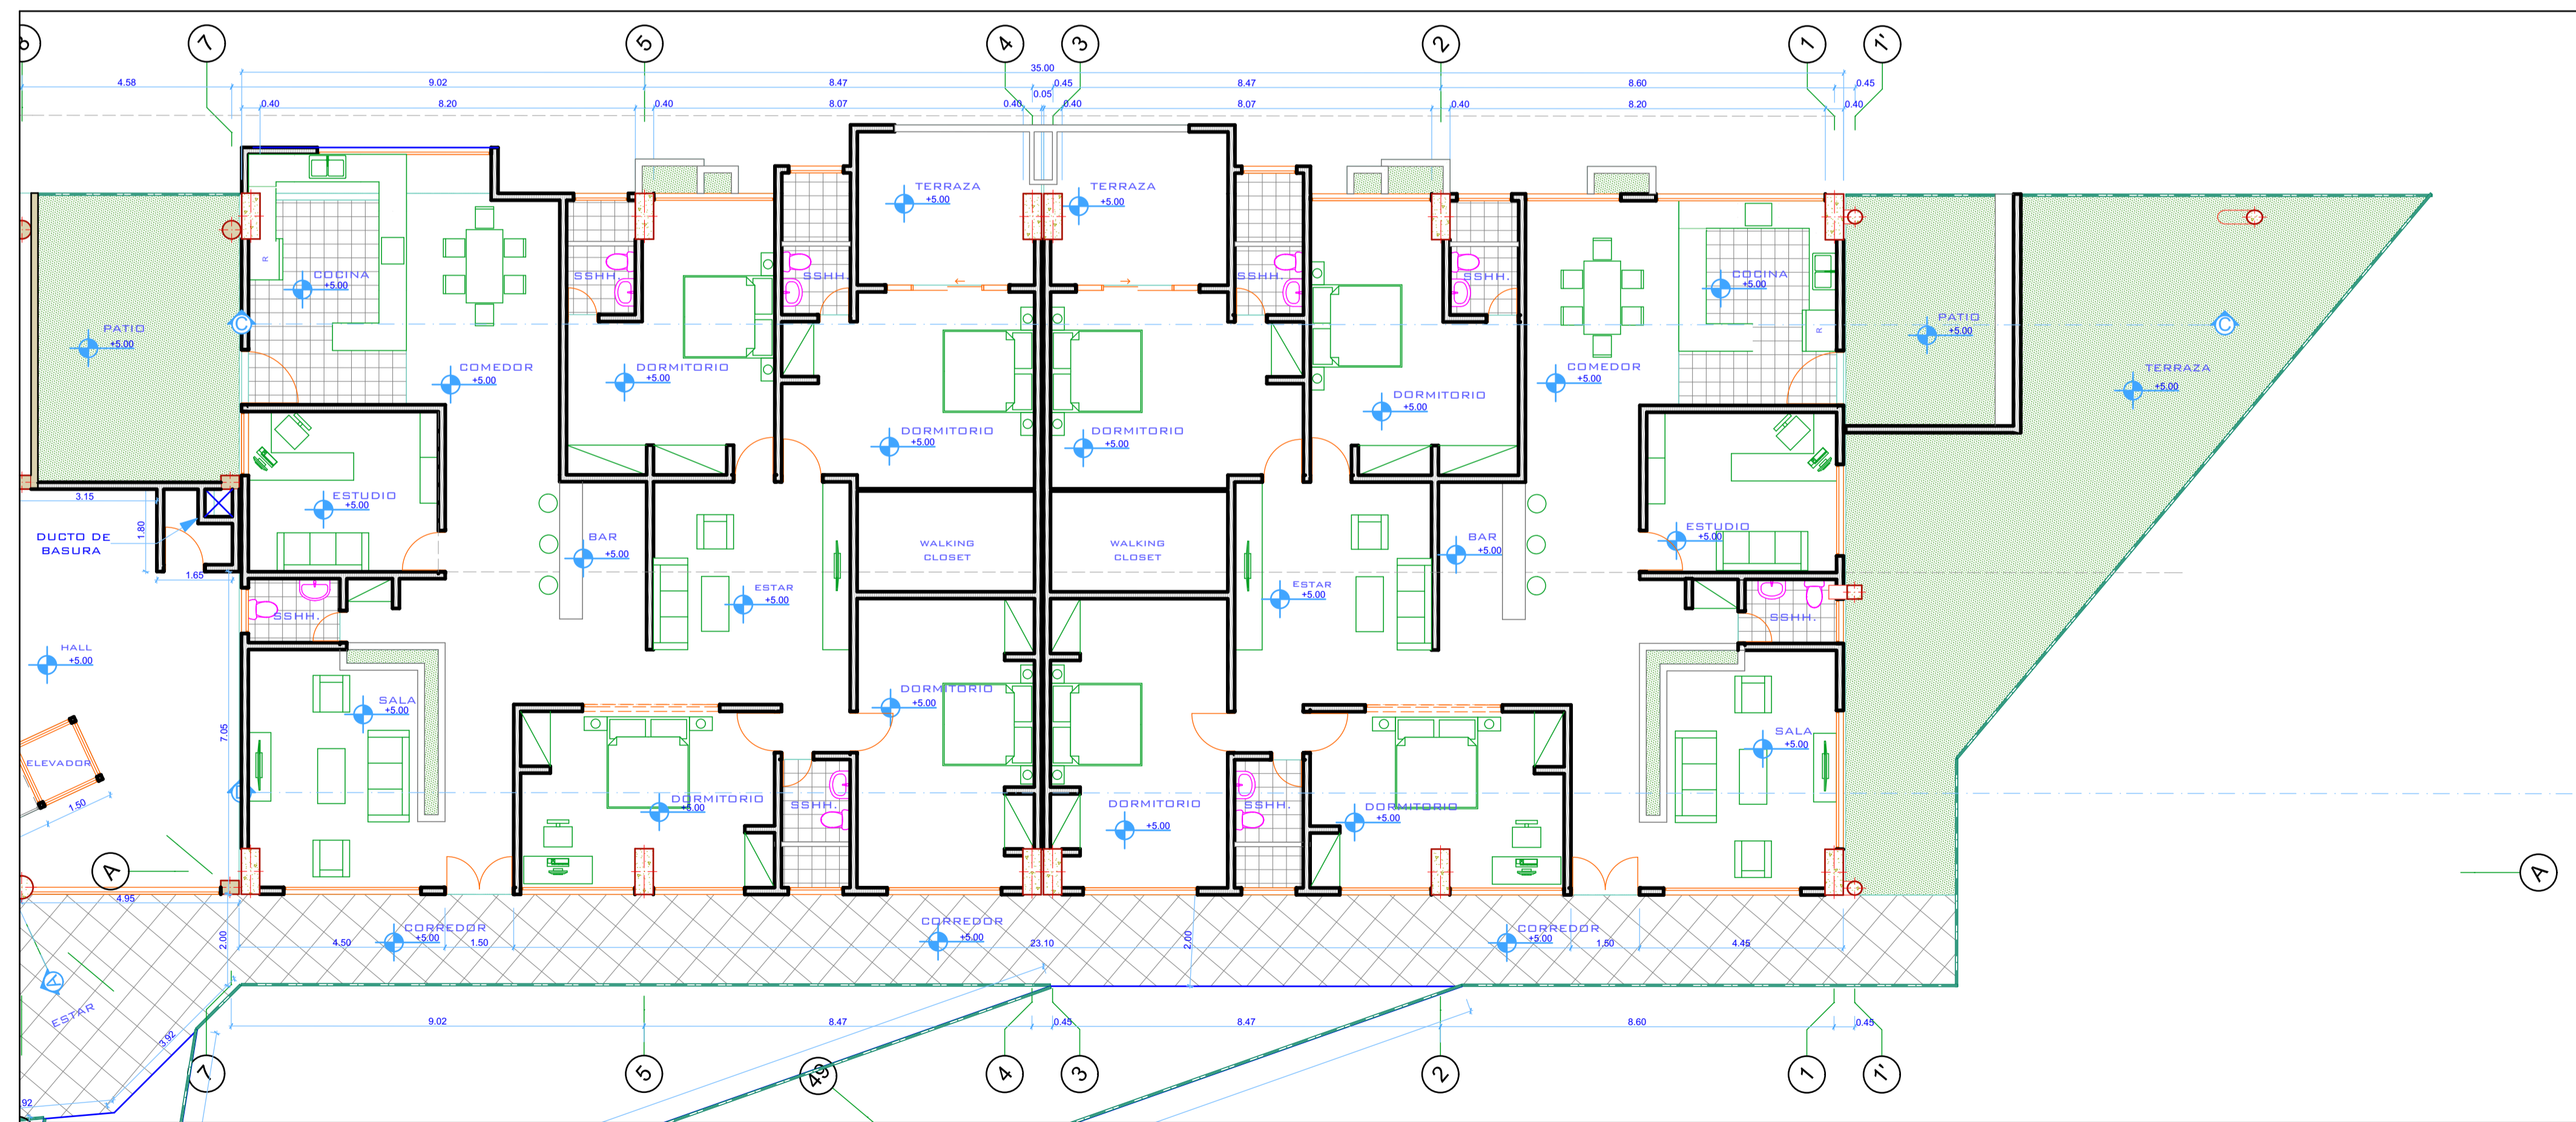 8
7
5
4
3
2
1
1'
35.00
4.58
9.02
8.47
0.45
8.47
8.60
0.45
0.05
0.40
8.20
0.40
8.07
0.40
0.40
8.07
0.40
8.20
0.40
TERRAZA
+5.00
TERRAZA
+5.00
COCINA
+5.00
R
SSHH.
SSHH.
SSHH.
SSHH.
COCINA
+5.00
R
PATIO
+5.00
C
COMEDOR
+5.00
DORMITORIO
+5.00
DORMITORIO
+5.00
DORMITORIO
+5.00
DORMITORIO
+5.00
COMEDOR
+5.00
PATIO
+5.00
C
TERRAZA
+5.00
3.15
1.80
DUCTO DE
BASURA
1.65
ESTUDIO
+5.00
BAR
+5.00
WALKING
CLOSET
WALKING
CLOSET
BAR
+5.00
ESTUDIO
+5.00
ESTAR
+5.00
ESTAR
+5.00
SSHH.
SSHH.
HALL
+5.00
7.05
SALA
+5.00
DORMITORIO
+5.00
SALA
+5.00
ELEVADOR
1.50
DORMITORIO
+5.00
SSHH.
DORMITORIO
+5.00
SSHH.
DORMITORIO
+5.00
A
A
4.95
2.00
4.50
CORREDOR
+5.00
1.50
CORREDOR
+5.00
23.10
2.00
CORREDOR
+5.00
1.50
4.45
ESTAR
3.92
92
9.02
8.47
0.45
8.47
8.60
0.45
7
5
49
4
3
2
1
1'